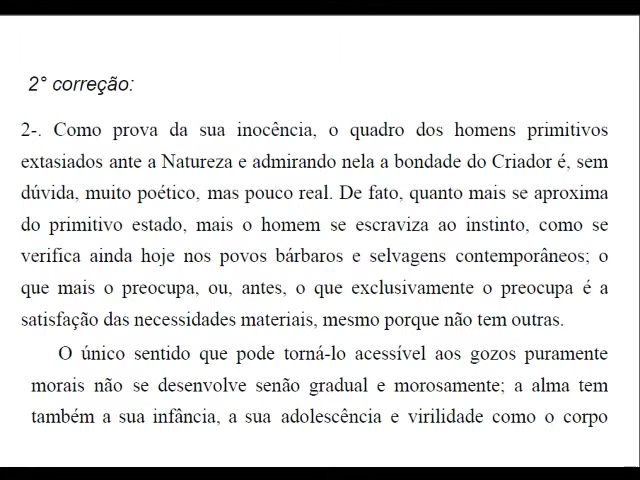 2° correção:
2-. Como prova da sua inocência, o quadro dos homens primitivos
extasiados ante a Natureza e admirando nela a bondade do Criador é, sem
dúvida, muito poético, mas pouco real. De fato, quanto mais se aproxima
do primitivo estado, mais o homem se escraviza ao instinto, como se
verifica ainda hoje nos povos bárbaros e selvagens contemporâneos; o
que mais o preocupa, ou, antes, o que exclusivamente o preocupa é a
satisfação das necessidades materiais, mesmo porque não tem outras.
O único sentido que pode torná-lo acessível aos gozos puramente
morais não se desenvolve senão gradual e morosamente; a alma tem
também a sua infância, a sua adolescência e virilidade como o corpo